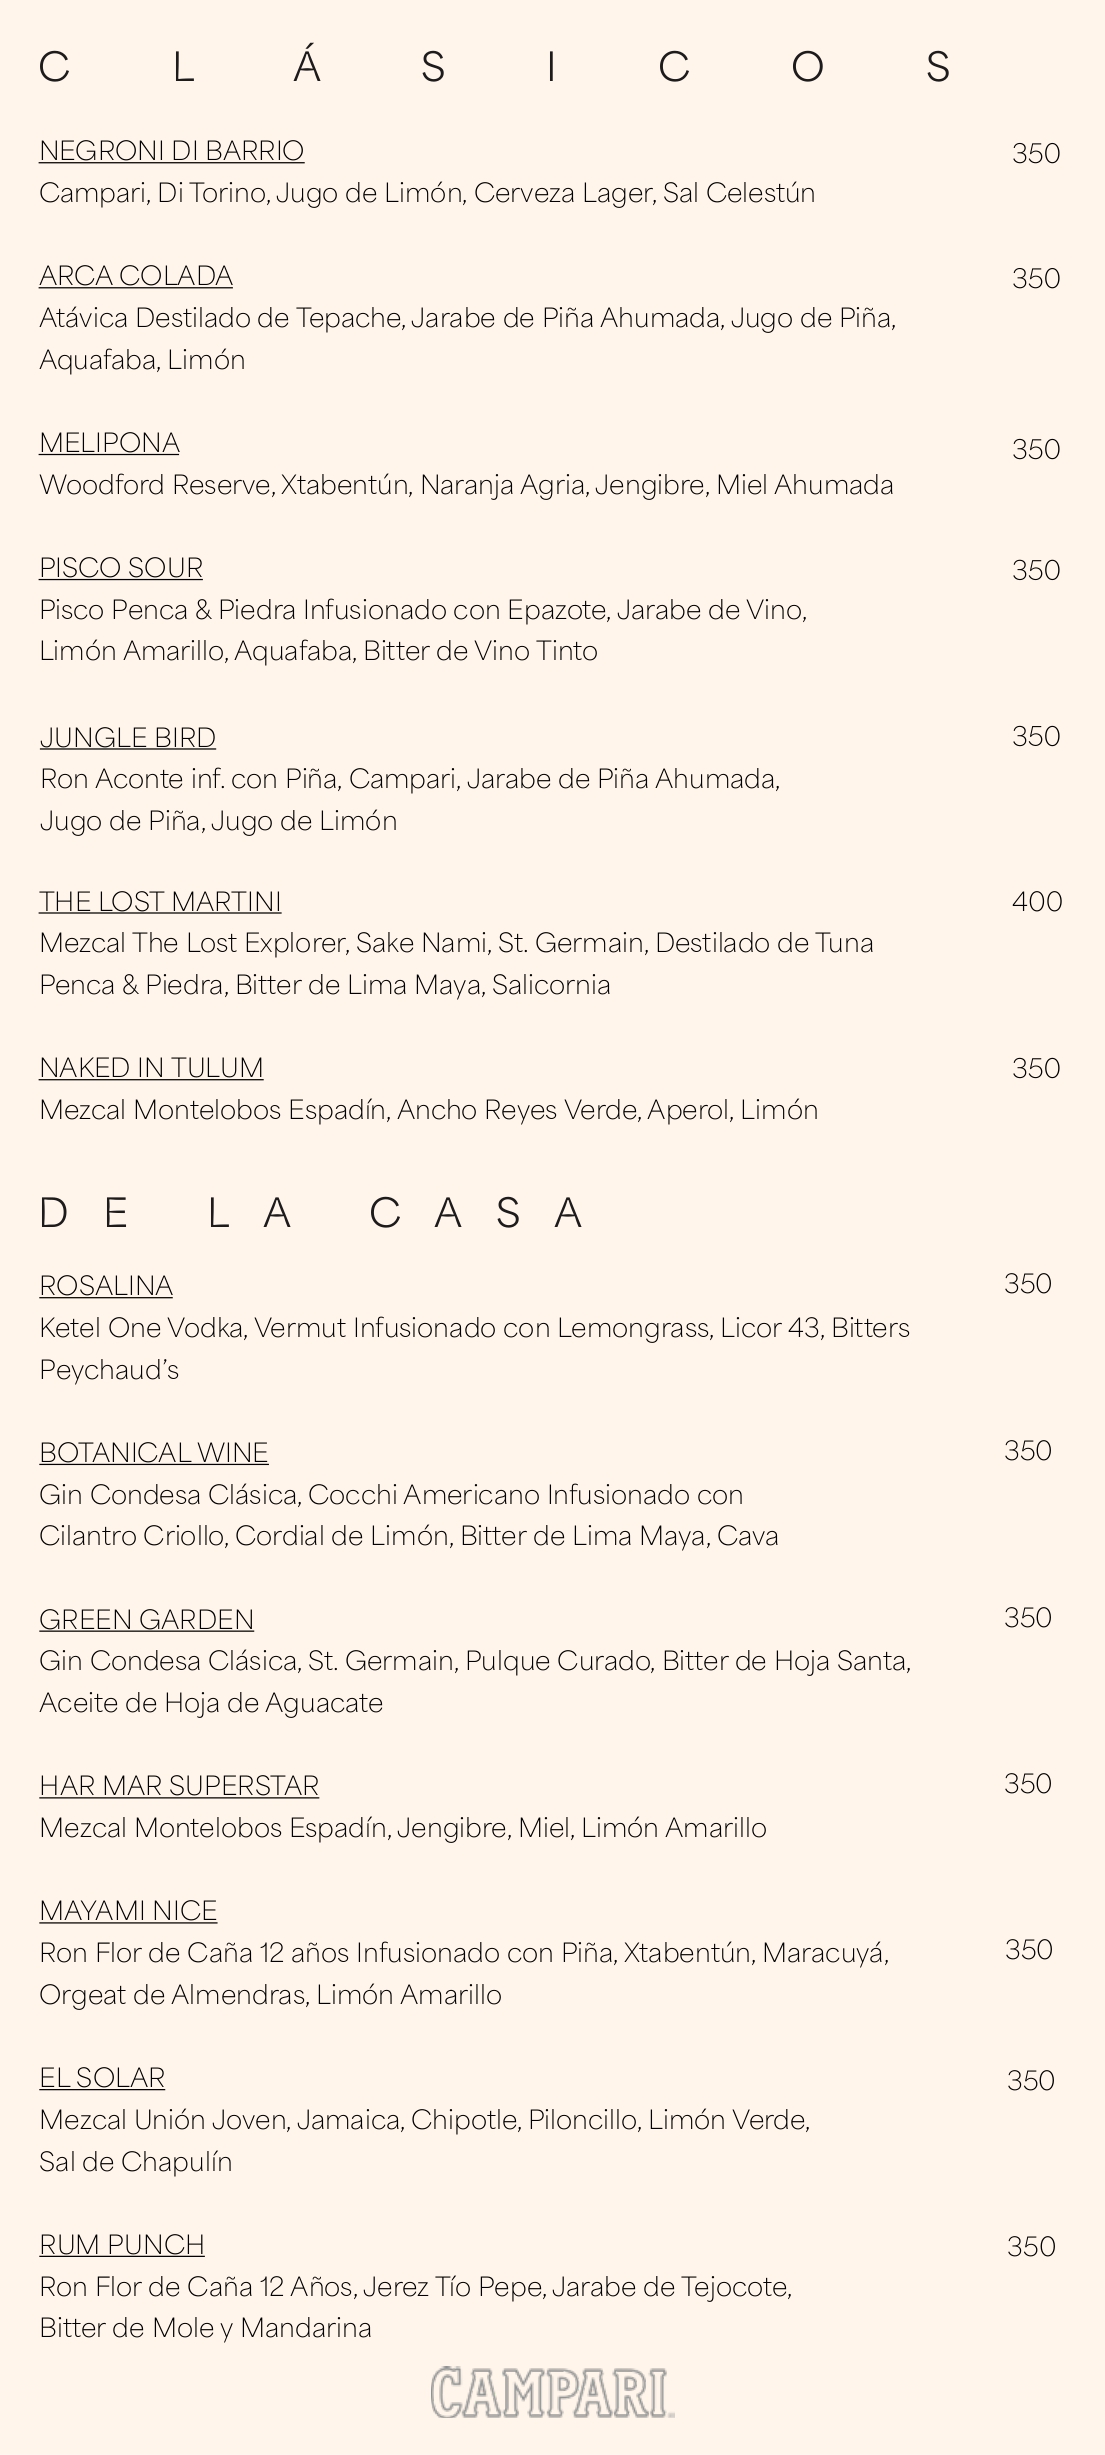 CLÁSICOS
NEGRONI DI BARRIO 350
Campari, Di Torino, Jugo de Limón, Cerveza Lager, Sal Celestún
ARCA COLADA 350
Atávica Destilado de Tepache, Jarabe de Piña Ahumada, Jugo de Piña,
Aquafaba, Limón
MELIPONA 350
Woodford Reserve, Xtabentún, Naranja Agria, Jengibre, Miel Ahumada
PISCO SOUR 350
Pisco Penca & Piedra Infusionado con Epazote, Jarabe de Vino,
Limón Amarillo, Aquafaba, Bitter de Vino Tinto
JUNGLE BIRD 350
Ron Aconte inf. con Piña, Campari, Jarabe de Piña Ahumada,
Jugo de Piña, Jugo de Limón
THE LOST MARTINI 400
Mezcal The Lost Explorer, Sake Nami, St. Germain, Destilado de Tuna
Penca & Piedra, Bitter de Lima Maya, Salicornia
NAKED IN TULUM 350
Mezcal Montelobos Espadín, Ancho Reyes Verde, Aperol, Limón
DE LA CASA
ROSALINA 350
Ketel One Vodka, Vermut Infusionado con Lemongrass, Licor 43, Bitters
Peychaud’s
BOTANICAL WINE 350
Gin Condesa Clásica, Cocchi Americano Infusionado con
Cilantro Criollo, Cordial de Limón, Bitter de Lima Maya, Cava
GREEN GARDEN 350
Gin Condesa Clásica, St. Germain, Pulque Curado, Bitter de Hoja Santa,
Aceite de Hoja de Aguacate
HAR MAR SUPERSTAR 350
Mezcal Montelobos Espadín, Jengibre, Miel, Limón Amarillo
MAYAMI NICE
Ron Flor de Caña 12 años Infusionado con Piña, Xtabentún, Maracuyá, 350
Orgeat de Almendras, Limón Amarillo
EL SOLAR 350
Mezcal Unión Joven, Jamaica, Chipotle, Piloncillo, Limón Verde,
Sal de Chapulín
RUM PUNCH 350
Ron Flor de Caña 12 Años, Jerez Tío Pepe, Jarabe de Tejocote,
Bitter de Mole y Mandarina
CAMPARI